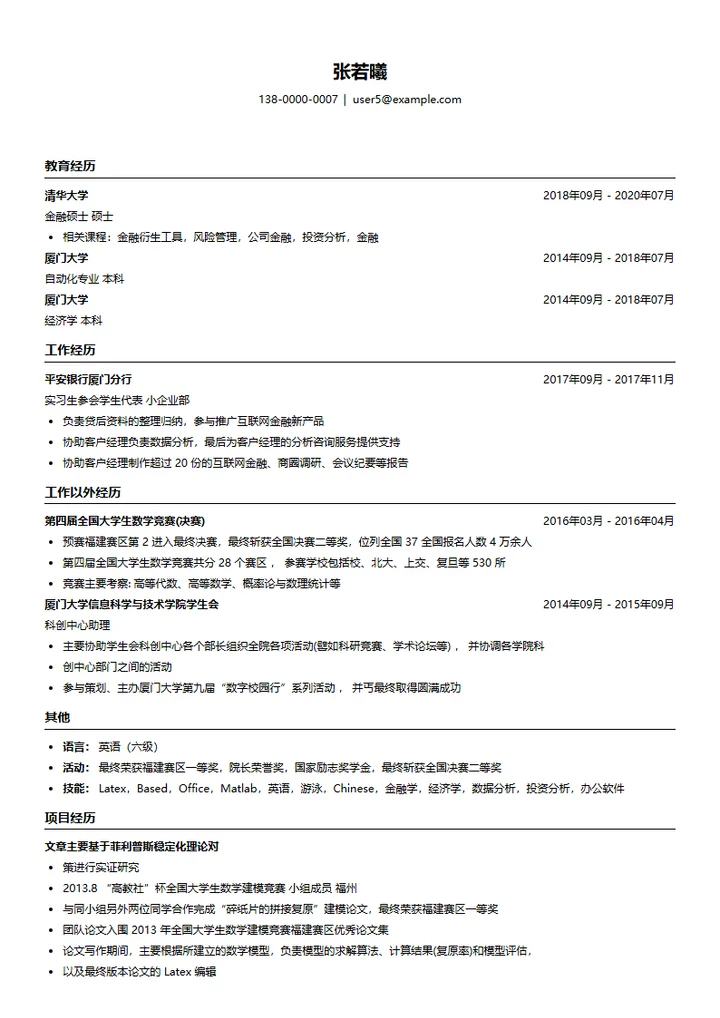 张若曦
138-0000-0007 | user5@example.com
教育经历
清华大学 2018年09月 - 2020年07月
金融硕士 硕士
• 相关课程：金融衍生工具，风险管理，公司金融，投资分析，金融
厦门大学 2014年09月 - 2018年07月
自动化专业 本科
厦门大学 2014年09月 - 2018年07月
经济学 本科
工作经历
平安银行厦门分行 2017年09月 - 2017年11月
实习生参会学生代表 小企业部
• 负责贷后资料的整理归纳，参与推广互联网金融新产品
• 协助客户经理负责数据分析，最后为客户经理的分析咨询服务提供支持
• 协助客户经理制作超过 20 份的互联网金融、商圆调研、会议纪要等报告
工作以外经历
第四届全国大学生数学竞赛(决赛) 2016年03月 - 2016年04月
• 预赛福建赛区第 2 进入最终决赛，最终斩获全国决赛二等奖，位列全国 37 全国报名人数 4 万余人
• 第四届全国大学生数学竞赛共分 28 个赛区 ， 参赛学校包括校、北大、上交、复旦等 530 所
• 竞赛主要考察: 高等代数、高等数学、概率论与数理统计等
厦门大学信息科学与技术学院学生会 2014年09月 - 2015年09月
科创中心助理
• 主要协助学生会科创中心各个部长组织全院各项活动(譬如科研竞赛、学术论坛等) ， 并协调各学院科
• 创中心部门之间的活动
• 参与策划、主办厦门大学第九届“数字校园行”系列活动 ， 并丐最终取得圆满成功
其他
• 语言： 英语（六级）
• 活动： 最终荣获福建赛区一等奖，院长荣誉奖，国家励志奖学金，最终斩获全国决赛二等奖
• 技能： Latex，Based，Office，Matlab，英语，游泳，Chinese，金融学，经济学，数据分析，投资分析，办公软件
项目经历
文章主要基于菲利普斯稳定化理论对
• 策进行实证研究
• 2013.8 “高教社”杯全国大学生数学建模竞赛 小组成员 福州
• 与同小组另外两位同学合作完成“碎纸片的拼接复原”建模论文，最终荣获福建赛区一等奖
• 团队论文入围 2013 年全国大学生数学建模竞赛福建赛区优秀论文集
• 论文写作期间，主要根据所建立的数学模型，负责模型的求解算法、计算结果(复原率)和模型评估，
• 以及最终版本论文的 Latex 编辑